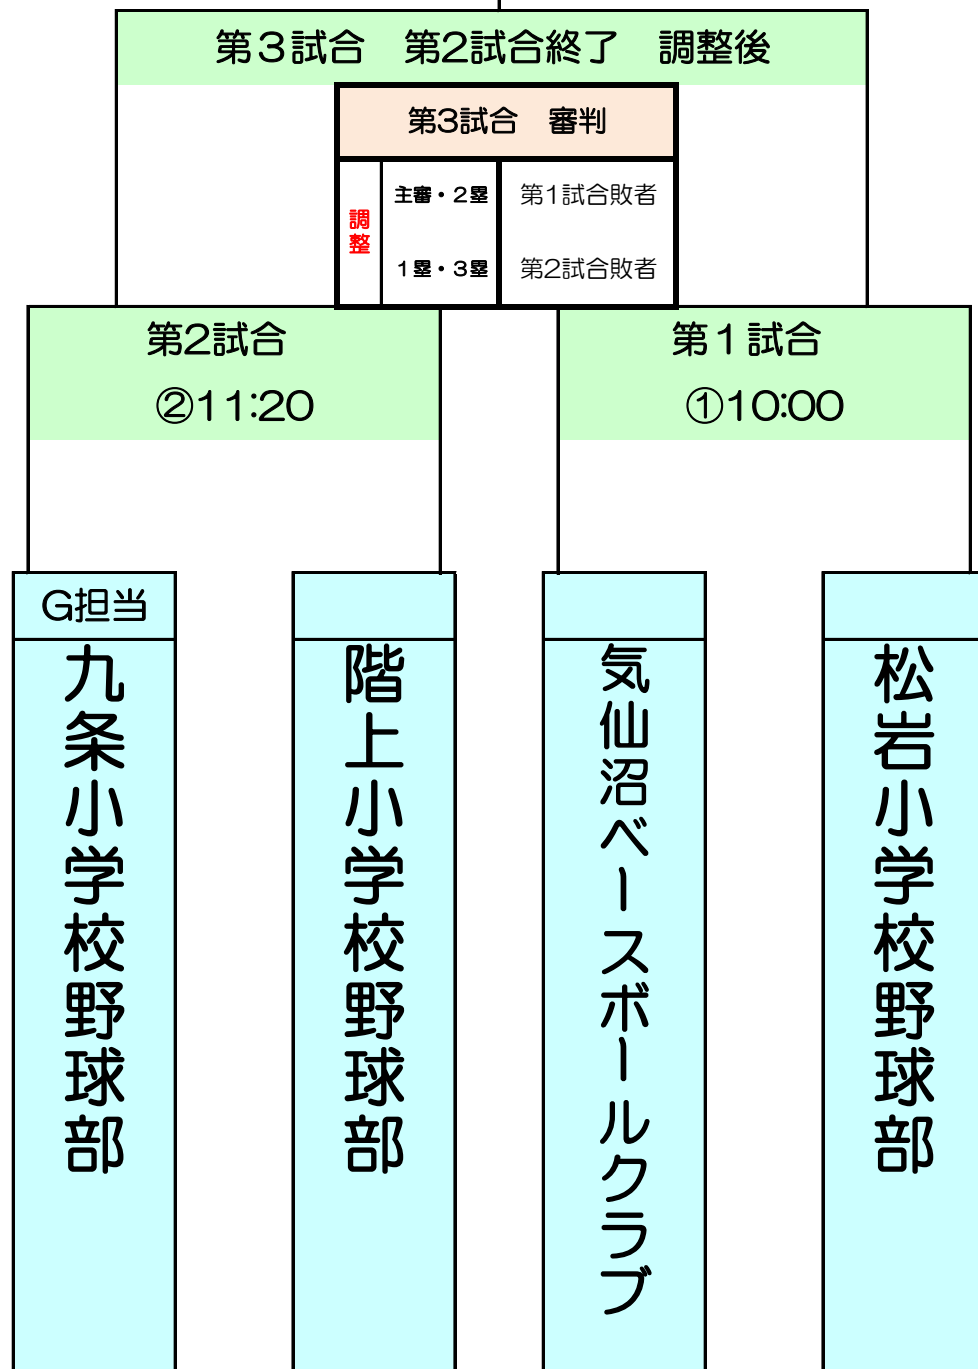 第３試合　第2試合終了　調整後
第3試合　審判
調整
主審・２塁
第1試合敗者
１塁・３塁
第2試合敗者
第2試合
②11:20
第１試合
①10:00
G担当
九条小学校野球部
階上小学校野球部
気仙沼ベースボールクラブ
松岩小学校野球部